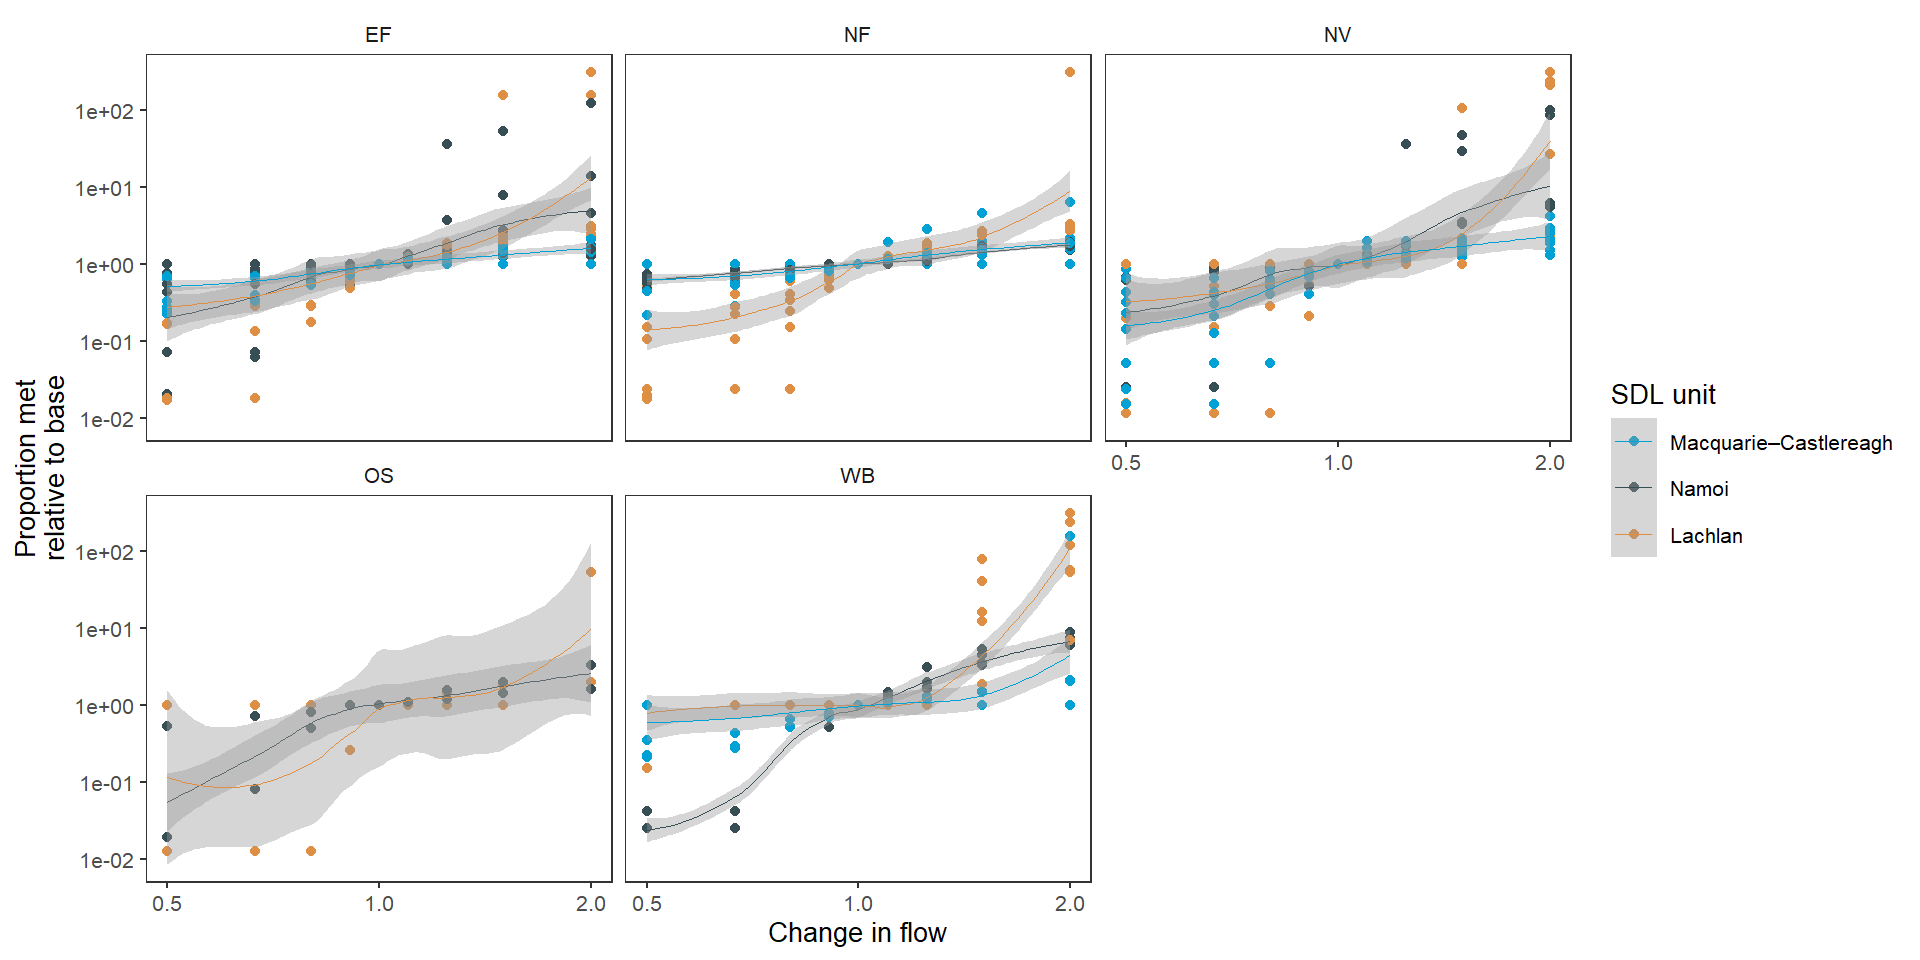 EF
NF
NV
1e+02
1e+01
1e+00
1e-01
1e-02
0.5
1.0
2.0
OS
WB
1e+02
1e+01
1e+00
1e-01
1e-02
0.5
1.0
2.0
0.5
1.0
2.0
Change in flow
Proportion met
relative to base
SDL unit
Macquarie–Castlereagh
Namoi
Lachlan